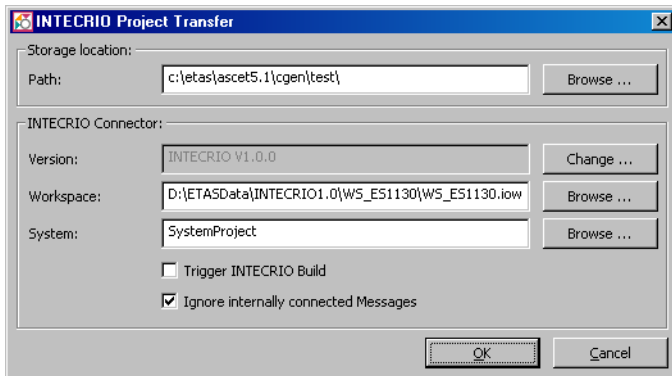 INTECRIO Project Transfer
Storage location:
Path: c:\etas\ascet5.1\cgen\test\ Browse ...
INTECRIO Connector:
Version: INTECRIO V1.0.0 Change ...
Workspace: D:\ETASData\INTECRIO1.0\WS_ES1130\WS_ES1130.iow Browse ...
System: SystemProject Browse ...
Trigger INTECRIO Build
Ignore internally connected Messages
OK Cancel